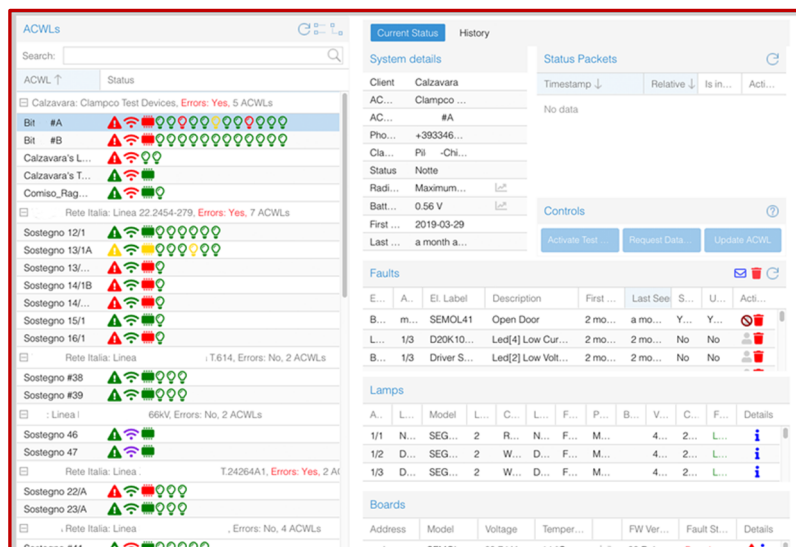 ACWLs
Search:
ACWL ↑ Status
Calzavara: Clampco Test Devices, Errors: Yes, 5 ACWLs
Bit #A
Bit #B
Calzavara's L...
Calzavara's T...
Comiso_Rag...
Rete Italia: Linea 22.2454-279, Errors: Yes, 7 ACWLs
Sostegno 12/1
Sostegno 13/1A
Sostegno 13/...
Sostegno 14/1B
Sostegno 14/...
Sostegno 15/1
Sostegno 16/1
Rete Italia: Linea T.614, Errors: No, 2 ACWLs
Sostegno #38
Sostegno #39
: Linea 66kV, Errors: No, 2 ACWLs
Sostegno 46
Sostegno 47
Rete Italia: Linea T.24264A1, Errors: Yes, 2 AC
Sostegno 22/A
Sostegno 23/A
Rete Italia: Linea , Errors: No, 4 ACWLs
Current Status History
System details
Client Calzavara
AC... Clampco ...
AC... #A
Pho... +393346...
Cla... -Chi...
Status Notte
Radi... Maximum...
Batt... 0.56 V
First ... 2019-03-29
Last ... a month a...
Status Packets
Timestamp ↓ Relative ↓ Is in... Acti...
No data
Controls
Activate Test ... Request Data... Update ACWL
Faults
E... A.. El. Label Description First ... Last See S... U... Acti...
B... m... SEMOL41 Open Door 2 mo... a mo... Y... Y...
L... 1/3 D20K10... Led[4] Low Cur... 2 mo... 2 mo... No No
B... 1/3 Driver S... Led[2] Low Volt... 2 mo... 2 mo... No No
Lamps
A.. L... Model L... C... L... F... P... B... V... C... F... Details
1/1 N... SEG... 2 R... N... F... M... 4... 2... L...
1/2 D... SEG... 2 W... D... F... M... 4... 2... L...
1/3 D... SEG... 2 W... D... F... M... 4... 2... L...
Boards
Address Model Voltage Temper... FW Ver... Fault St... Details